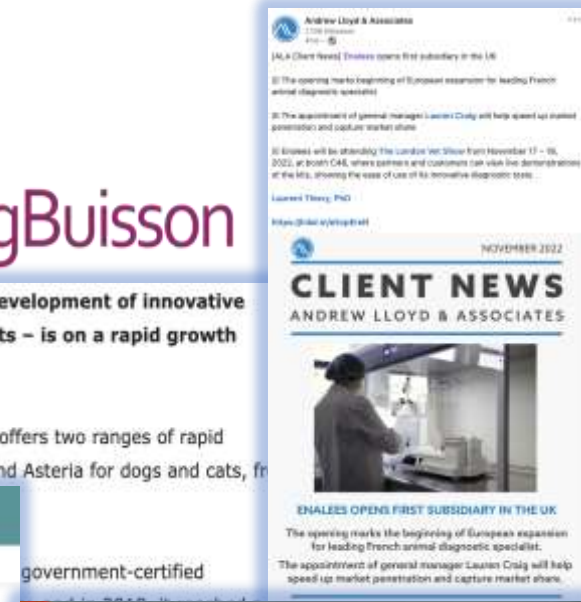 gBuisson
evelopment of innovative
ts – is on a rapid growth
offers two ranges of rapid
nd Asteria for dogs and cats, fr
government-certified
Andrew Lloyd & Associates
[ALA Client News] Enalees opens first subsidiary in the UK
The opening marks beginning of European expansion for leading French
animal diagnostic specialist
The appointment of general manager Lauren Craig will help speed up market
penetration and capture market share
Enalees will be attending The London Vet Show from November 17 – 18,
2022, at booth C48, where partners and customers can view live demonstrations
of the kits, showing the ease of use of its innovative diagnostic tests
Laurent Thiery, PhD
NOVEMBER 2022
CLIENT NEWS
ANDREW LLOYD & ASSOCIATES
ENALEES OPENS FIRST SUBSIDIARY IN THE UK
The opening marks the beginning of European expansion
for leading French animal diagnostic specialist.
The appointment of general manager Lauren Craig will help
speed up market penetration and capture market share.